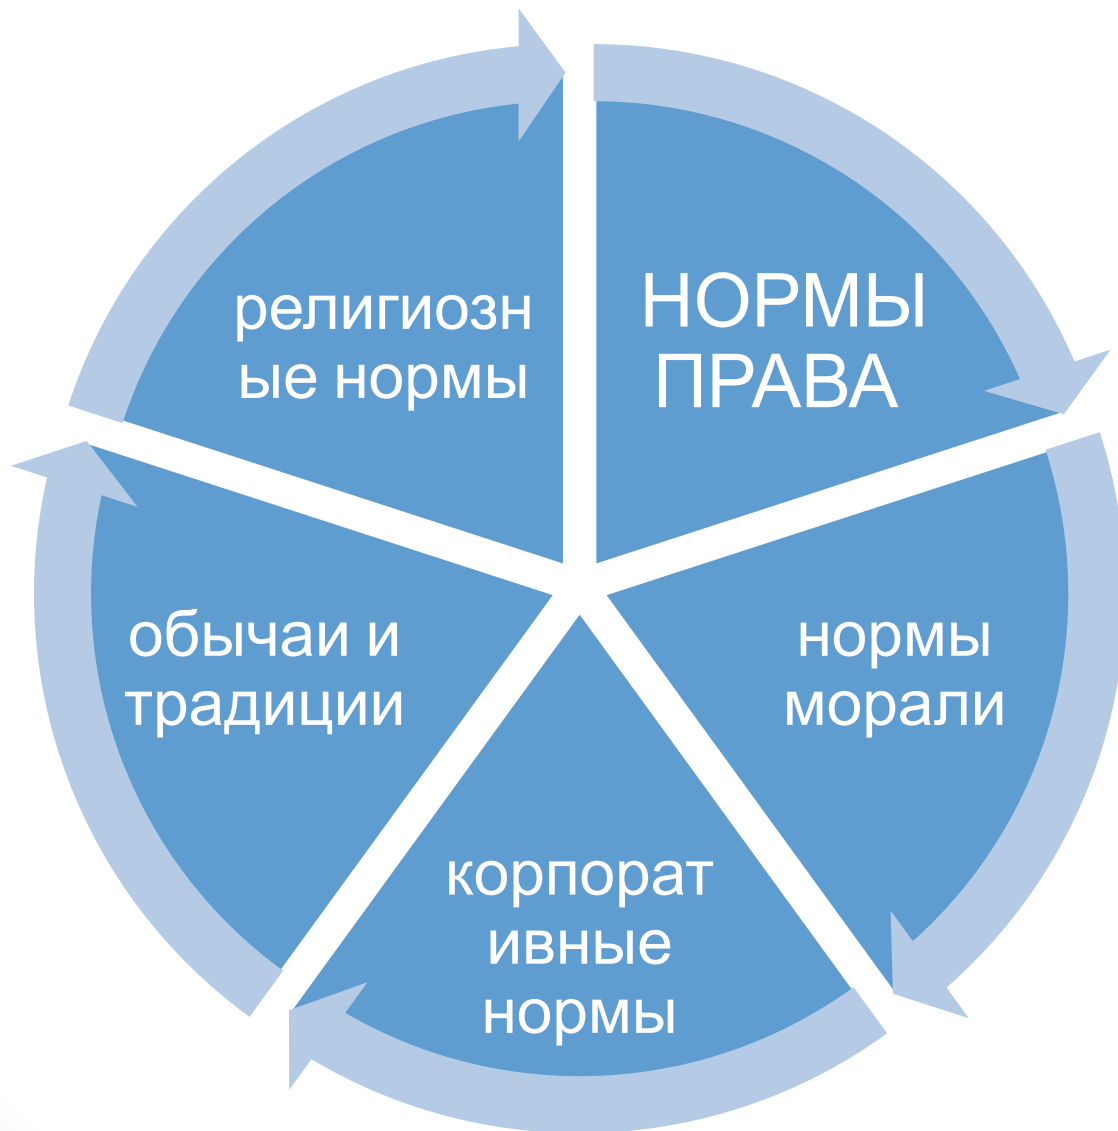 НОРМЫ
ПРАВА
нормы
морали
корпорат
ивные
нормы
обычаи и
традиции
религиозн
ые нормы